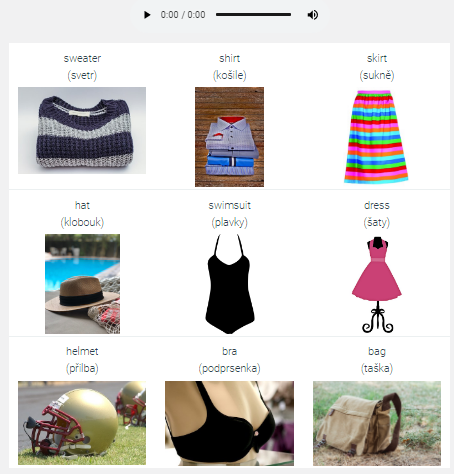 0:00 / 0:00
sweater
(svetr)
shirt
(košile)
skirt
(sukně)
hat
(klobouk)
swimsuit
(plavky)
dress
(šaty)
helmet
(přilba)
bra
(podprsenka)
bag
(taška)